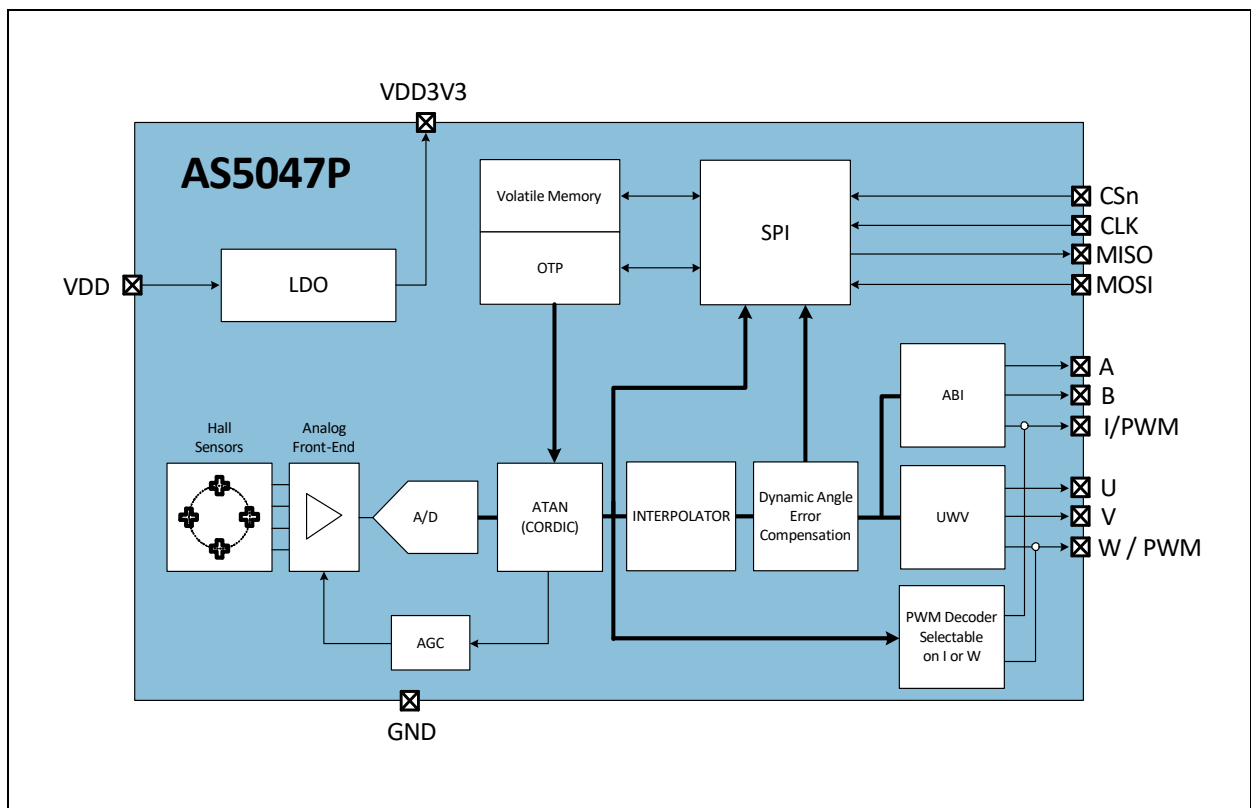 VDD3V3
AS5047P
Volatile Memory
OTP
SPI
CSn
CLK
MISO
MOSI
VDD
LDO
ABI
A
B
I/PWM
Hall
Sensors
Analog
Front-End
A/D
ATAN
(CORDIC)
INTERPOLATOR
Dynamic Angle
Error
Compensation
UWV
U
V
W / PWM
AGC
PWM Decoder
Selectable
on I or W
GND